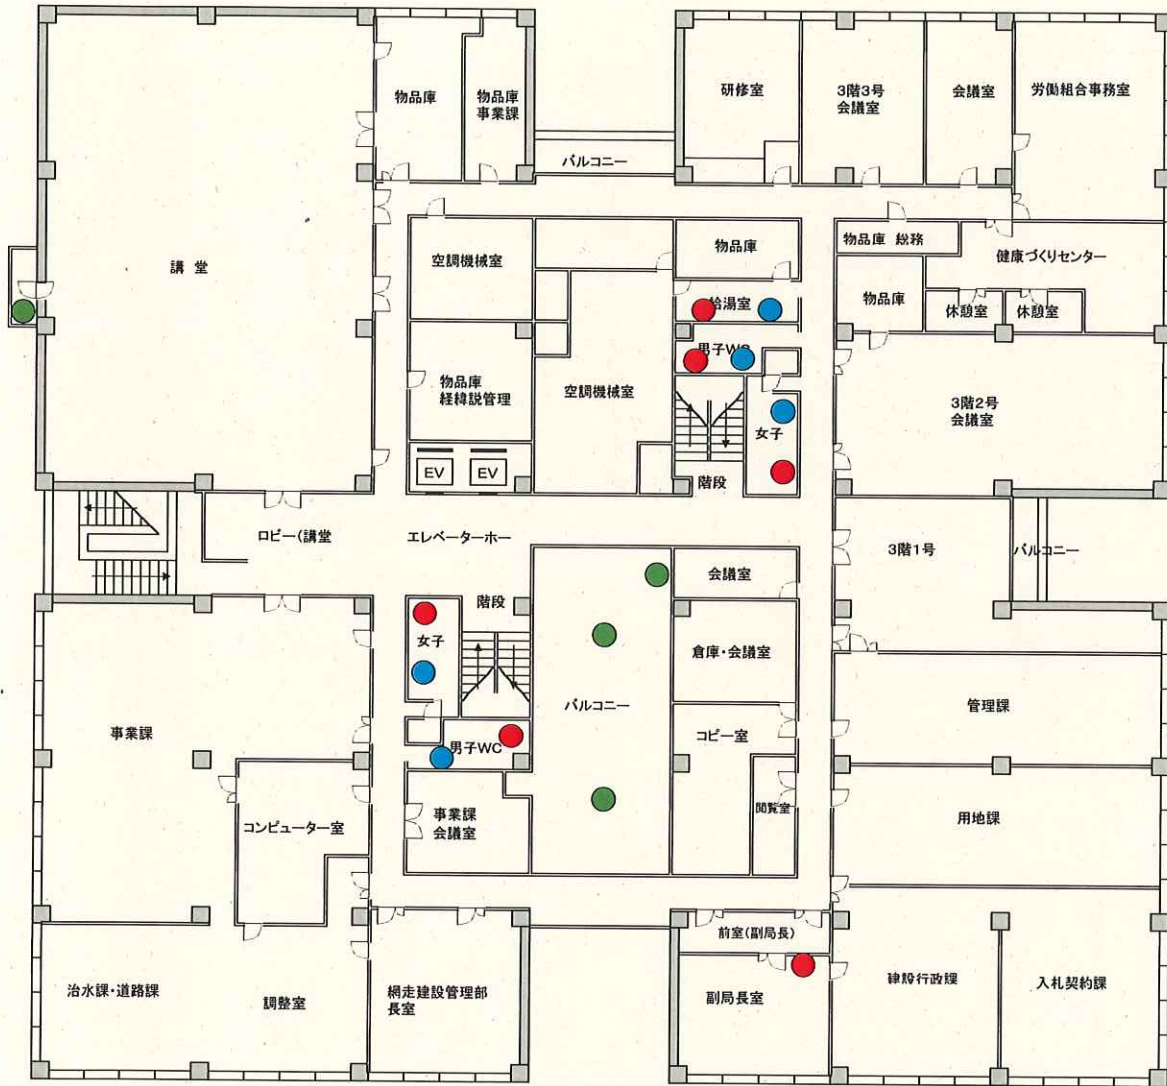 物品庫
物品庫
事業課
バルコニー
研修室
3階3号
会議室
会議室
労働組合事務室
講 堂
空調機械室
物品庫
物品庫 総務
健康づくりセンター
物品庫
休憩室
休憩室
給湯室
男子WC
物品庫
経緯説管理
空調機械室
3階2号
会議室
女子
EV
EV
階段
ロビー(講堂
エレベーターホー
3階1号
バルコニー
会議室
階段
女子
倉庫・会議室
バルコニー
管理課
事業課
コピー室
男子WC
閲覧室
事業課
会議室
コンピューター室
用地課
前室(副局長)
治水課・道路課
調整室
網走建設管理部
長室
副局長室
建設行政課
入札契約課